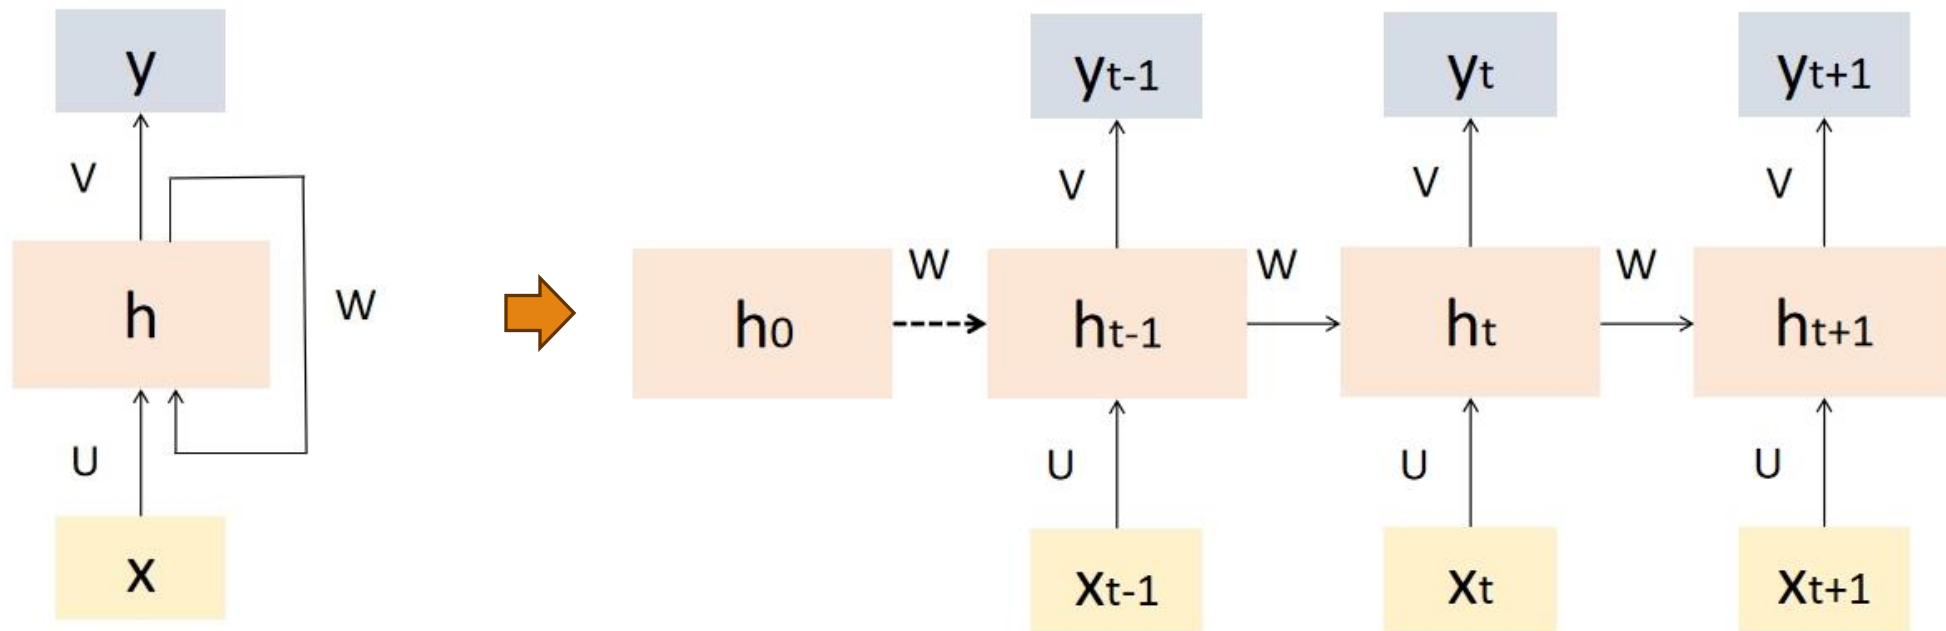 y
V
h
W
U
x
yt-1
yt
yt+1
V
V
V
W
W
W
h0
ht-1
ht
ht+1
U
U
U
xt-1
xt
xt+1